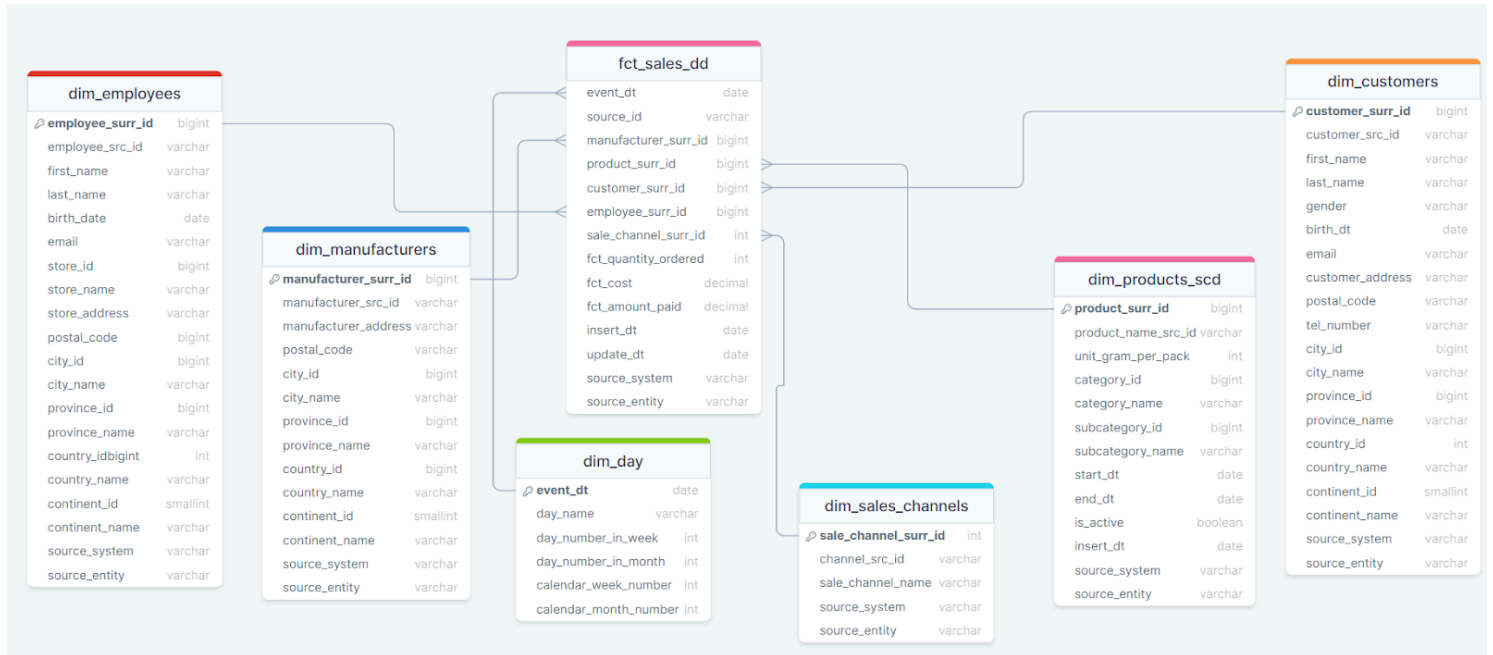 dim_employees
employee_surr_id bigint
employee_src_id varchar
first_name varchar
last_name varchar
birth_date date
email varchar
store_id bigint
store_name varchar
store_address varchar
postal_code bigint
city_id bigint
city_name varchar
province_id bigint
province_name varchar
country_idbigint int
country_name varchar
continent_id smallint
continent_name varchar
source_system varchar
source_entity varchar
dim_manufacturers
manufacturer_surr_id bigint
manufacturer_src_id varchar
manufacturer_address varchar
postal_code varchar
city_id bigint
city_name varchar
province_id bigint
province_name varchar
country_id bigint
country_name varchar
continent_id smallint
continent_name varchar
source_system varchar
source_entity varchar
fct_sales_dd
event_dt date
source_id varchar
manufacturer_surr_id bigint
product_surr_id bigint
customer_surr_id bigint
employee_surr_id bigint
sale_channel_surr_id int
fct_quantity_ordered int
fct_cost decimal
fct_amount_paid decimal
insert_dt date
update_dt date
source_system varchar
source_entity varchar
dim_day
event_dt date
day_name varchar
day_number_in_week int
day_number_in_month int
calendar_week_number int
calendar_month_number int
dim_sales_channels
sale_channel_surr_id int
channel_src_id varchar
sale_channel_name varchar
source_system varchar
source_entity varchar
dim_products_scd
product_surr_id bigint
product_name_src_id varchar
unit_gram_per_pack int
category_id bigint
category_name varchar
subcategory_id bigint
subcategory_name varchar
start_dt date
end_dt date
is_active boolean
insert_dt date
source_system varchar
source_entity varchar
dim_customers
customer_surr_id bigint
customer_src_id varchar
first_name varchar
last_name varchar
gender varchar
birth_dt date
email varchar
customer_address varchar
postal_code varchar
tel_number varchar
city_id bigint
city_name varchar
province_id bigint
province_name varchar
country_id int
country_name varchar
continent_id smallint
continent_name varchar
source_system varchar
source_entity varchar